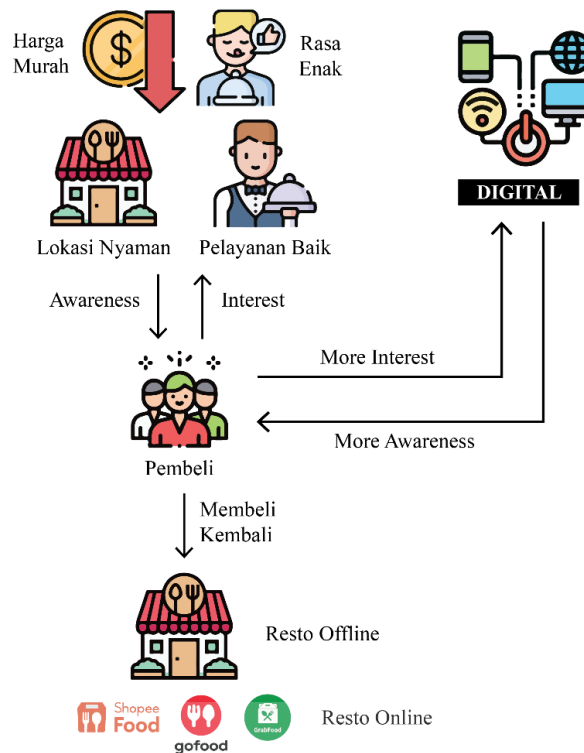 Harga
Murah
$
Rasa
Enak
DIGITAL
Lokasi Nyaman
Pelayanan Baik
Awareness
Interest
More Interest
More Awareness
Pembeli
Membeli
Kembali
Resto Offline
Shopee
Food
gofood
GrabFood
Resto Online